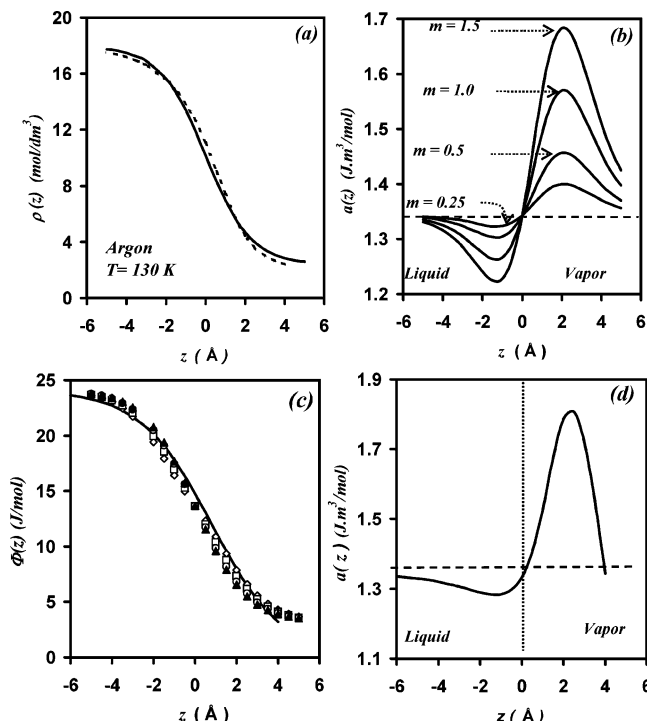 (a)
20
16
12
8
4
0
ρ (z) (mol/dm³)
Argon
T= 130 K
-6 -4 -2 0 2 4 6
z ( Å )
(b)
1.7
1.6
1.5
1.4
1.3
1.2
a(z) (J.m³/mol)
m = 1.5
m = 1.0
m = 0.5
m = 0.25
Liquid Vapor
-6 -4 -2 0 2 4 6
z ( Å )
(c)
25
20
15
10
5
0
Φ(z) (J/mol)
-6 -4 -2 0 2 4 6
z ( Å )
(d)
1.9
1.7
1.5
1.3
1.1
a( z ) (J.m³/mol)
Liquid Vapor
-6 -4 -2 0 2 4 6
z ( Å )